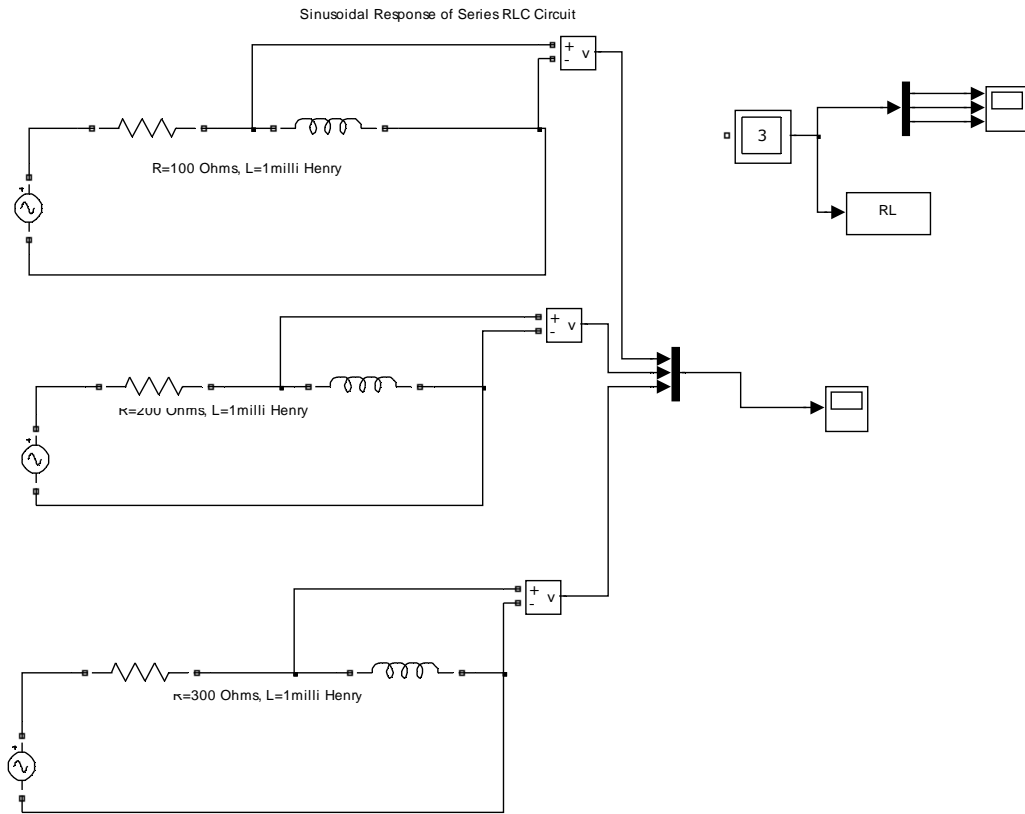 Sinusoidal Response of Series RLC Circuit
+
- v
R=100 Ohms, L=1milli Henry
3
RL
+
+
- v
R=200 Ohms, L=1milli Henry
+
+
- v
R=300 Ohms, L=1milli Henry
+